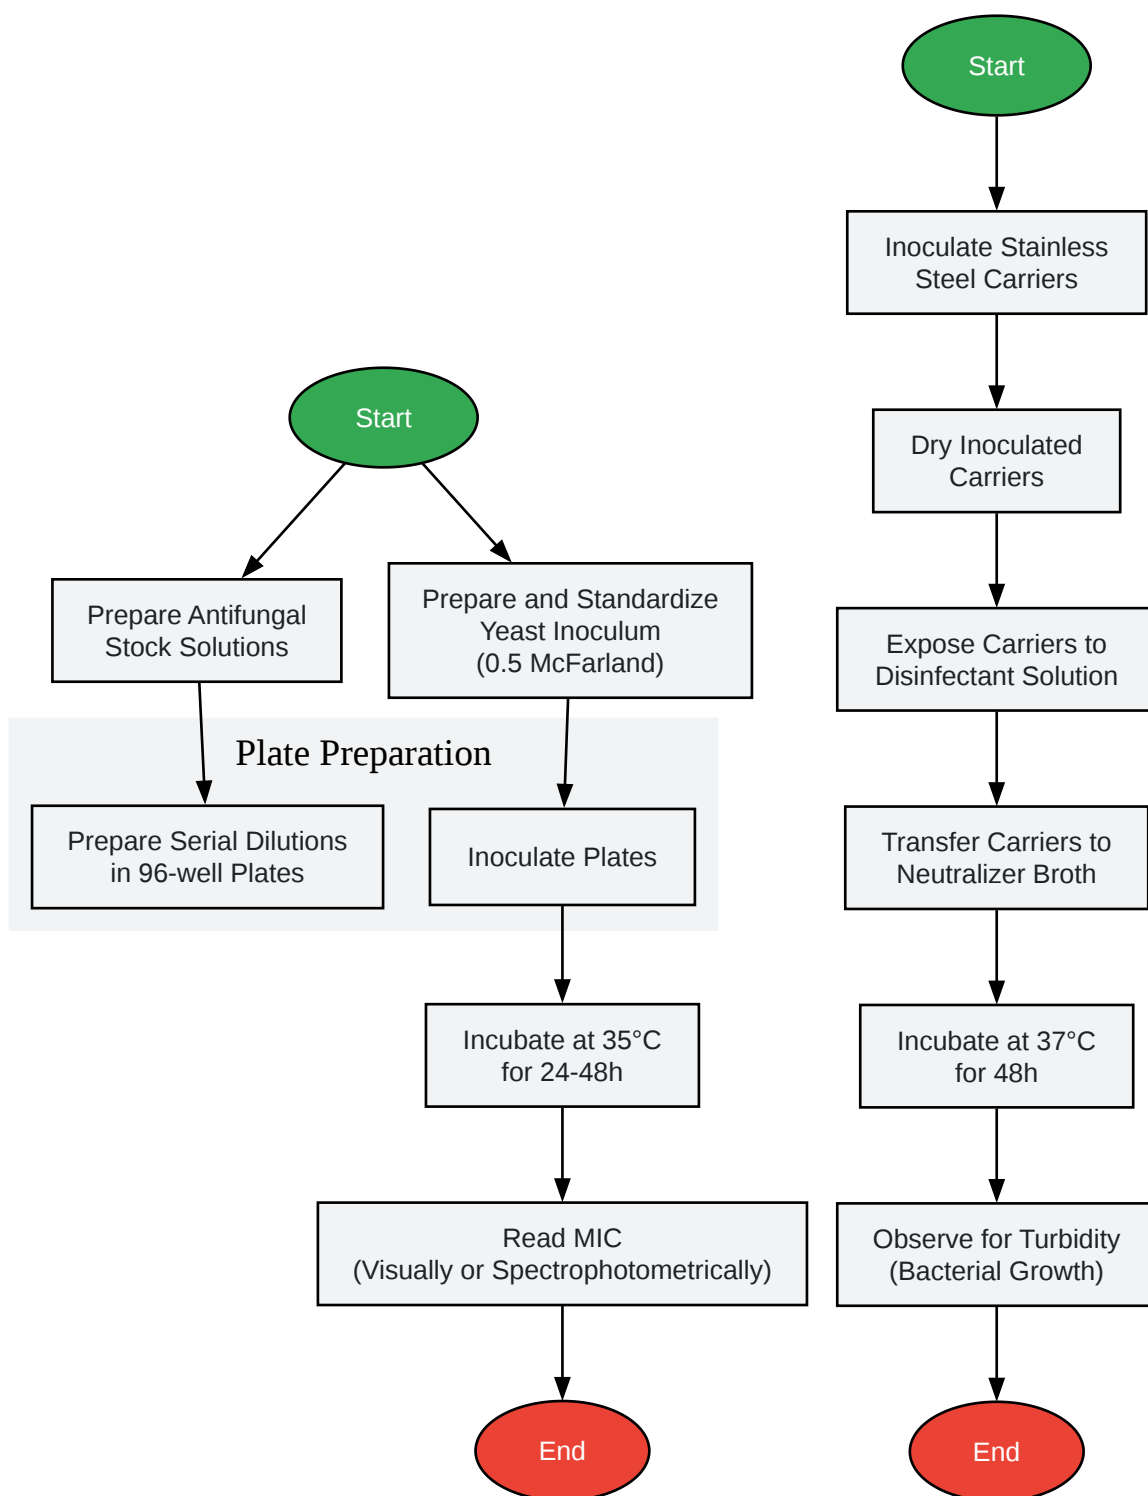 Start
Prepare Antifungal
Stock Solutions
Prepare and Standardize
Yeast Inoculum
(0.5 McFarland)
Plate Preparation
Prepare Serial Dilutions
in 96-well Plates
Inoculate Plates
Incubate at 35°C
for 24-48h
Read MIC
(Visually or Spectrophotometrically)
End
Start
Inoculate Stainless
Steel Carriers
Dry Inoculated
Carriers
Expose Carriers to
Disinfectant Solution
Transfer Carriers to
Neutralizer Broth
Incubate at 37°C
for 48h
Observe for Turbidity
(Bacterial Growth)
End